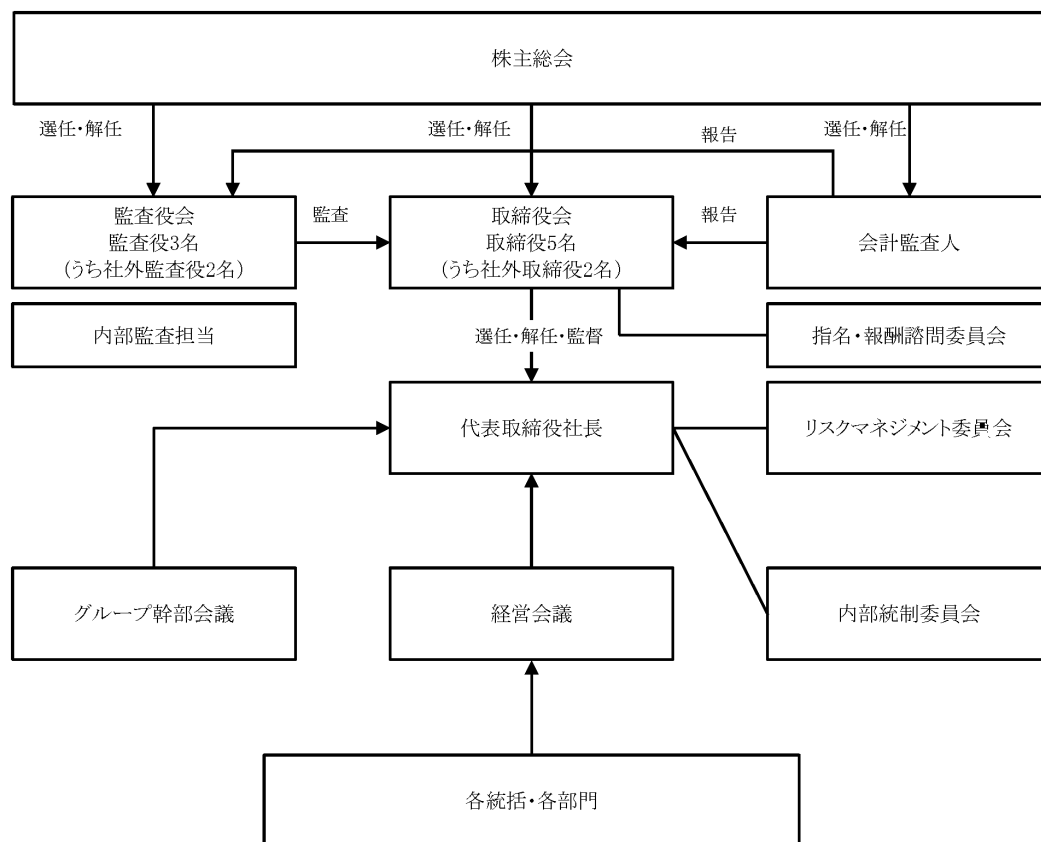 株主総会
選任・解任
選任・解任
選任・解任
報告
監査役会
監査役3名
(うち社外監査役2名)
監査
取締役会
取締役5名
(うち社外取締役2名)
報告
会計監査人
内部監査担当
選任・解任・監督
指名・報酬諮問委員会
代表取締役社長
リスクマネジメント委員会
グループ幹部会議
経営会議
内部統制委員会
各統括・各部門